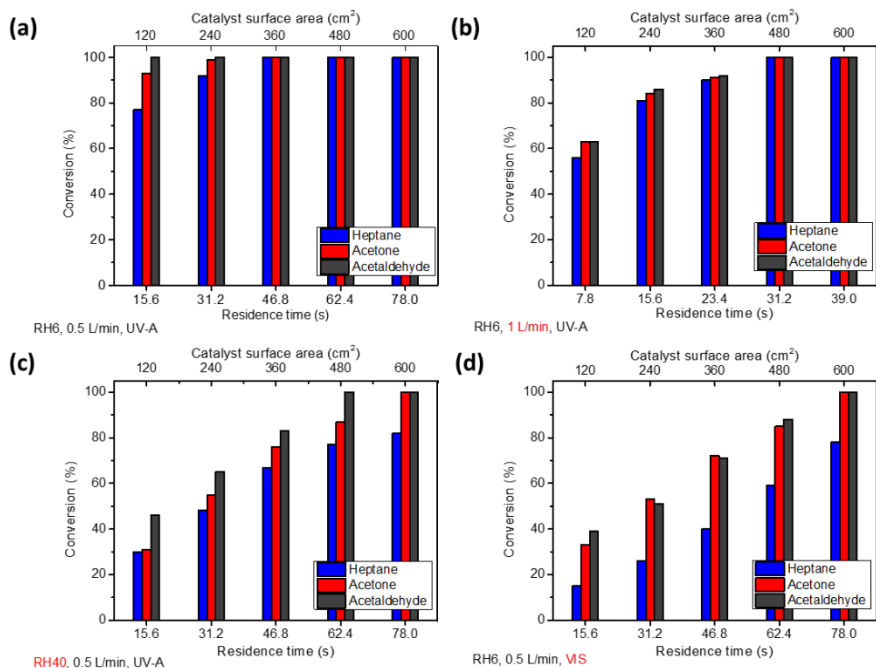 (a)
Catalyst surface area (cm²)
120 240 360 480 600
100
80
60
40
20
0
Conversion (%)
Heptane
Acetone
Acetaldehyde
15.6 31.2 46.8 62.4 78.0
Residence time (s)
RH6, 0.5 L/min, UV-A
(b)
Catalyst surface area (cm²)
120 240 360 480 600
100
80
60
40
20
0
Conversion (%)
Heptane
Acetone
Acetaldehyde
7.8 15.6 23.4 31.2 39.0
Residence time (s)
RH6, 1 L/min, UV-A
(c)
Catalyst surface area (cm²)
120 240 360 480 600
100
80
60
40
20
0
Conversion (%)
Heptane
Acetone
Acetaldehyde
15.6 31.2 46.8 62.4 78.0
Residence time (s)
RH40, 0.5 L/min, UV-A
(d)
Catalyst surface area (cm²)
120 240 360 480 600
100
80
60
40
20
0
Conversion (%)
Heptane
Acetone
Acetaldehyde
15.6 31.2 46.8 62.4 78.0
Residence time (s)
RH6, 0.5 L/min, VIS